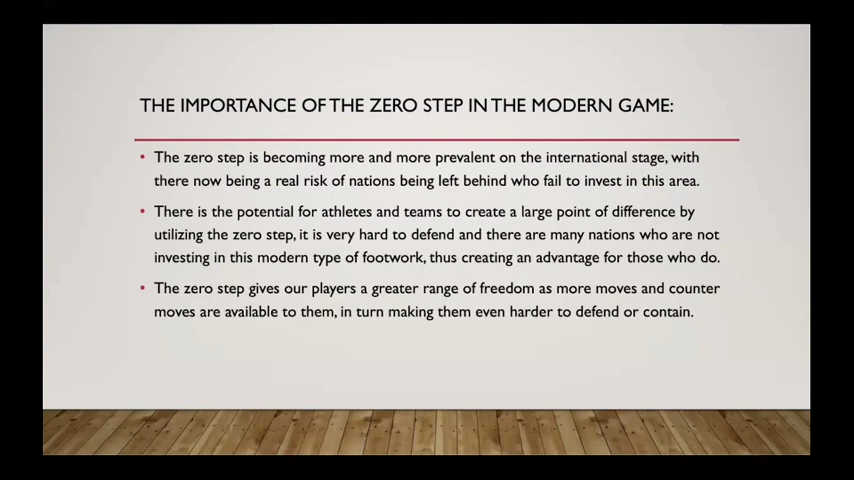 THE IMPORTANCE OF THE ZERO STEP IN THE MODERN GAME:
• The zero step is becoming more and more prevalent on the international stage, with
there now being a real risk of nations being left behind who fail to invest in this area.
• There is the potential for athletes and teams to create a large point of difference by
utilizing the zero step, it is very hard to defend and there are many nations who are not
investing in this modern type of footwork, thus creating an advantage for those who do.
• The zero step gives our players a greater range of freedom as more moves and counter
moves are available to them, in turn making them even harder to defend or contain.